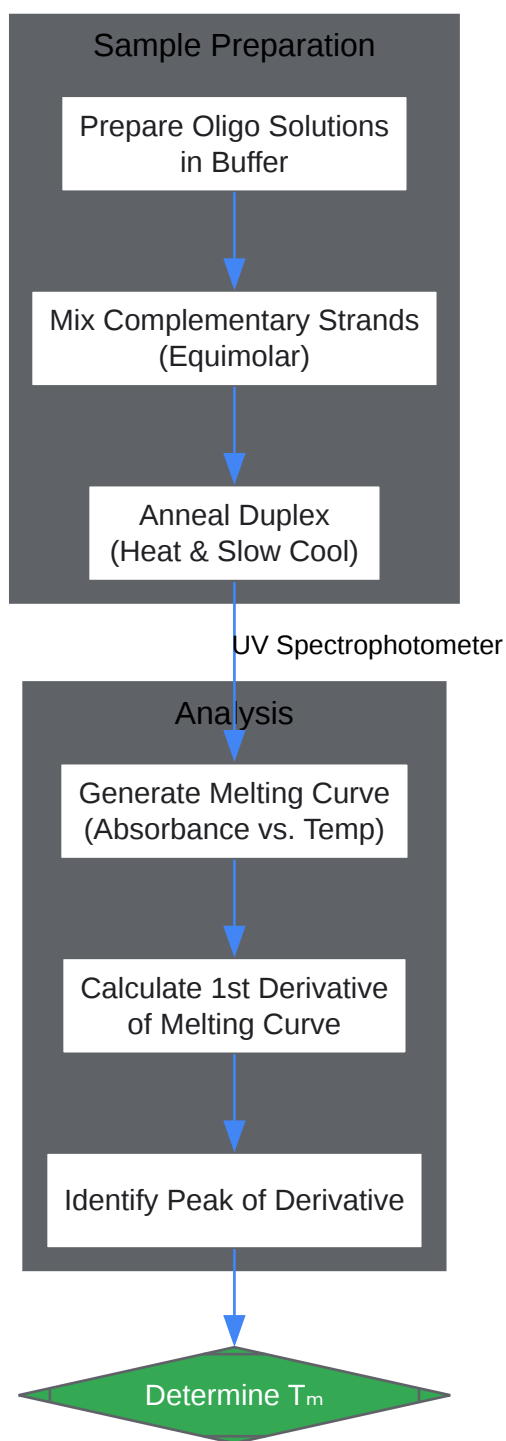 Sample Preparation
Prepare Oligo Solutions
in Buffer
Mix Complementary Strands
(Equimolar)
Anneal Duplex
(Heat & Slow Cool)
UV Spectrophotometer
Analysis
Generate Melting Curve
(Absorbance vs. Temp)
Calculate 1st Derivative
of Melting Curve
Identify Peak of Derivative
Determine Tₘ